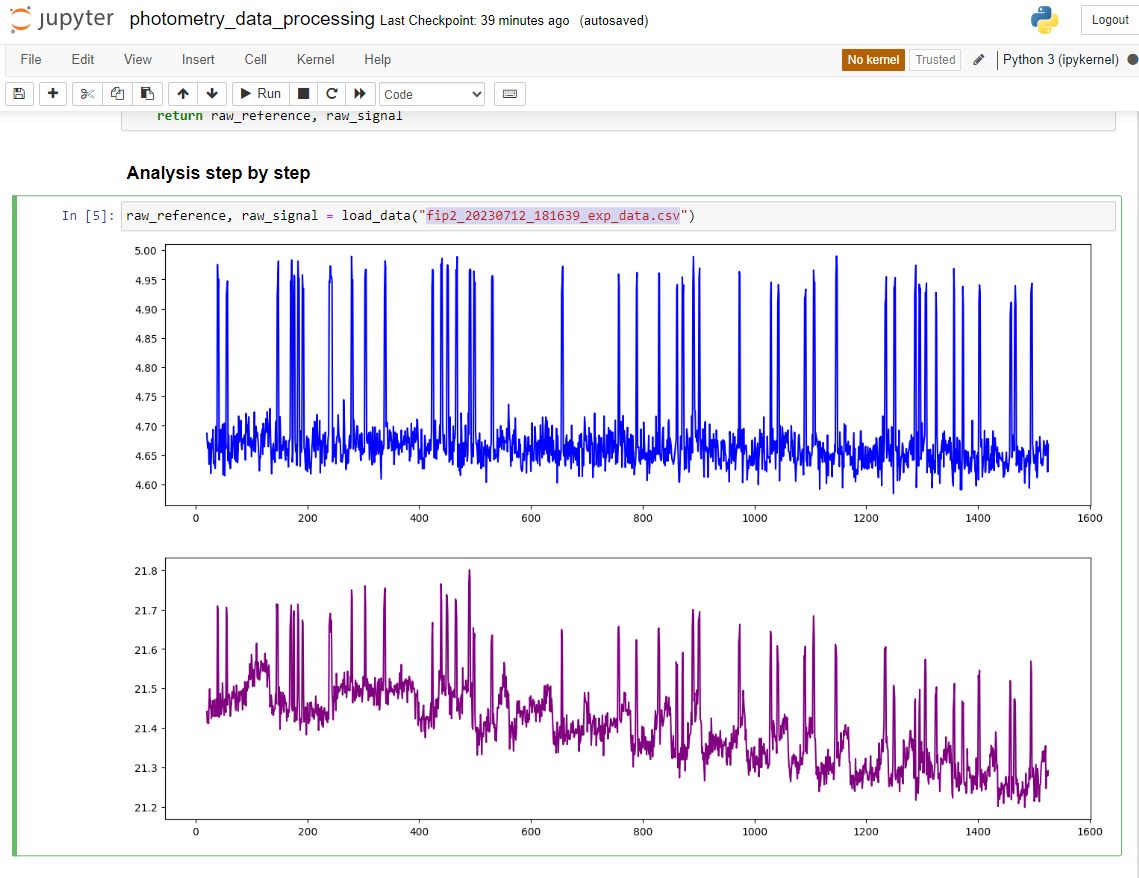 jupyter photometry_data_processing Last Checkpoint: 39 minutes ago (autosaved) Logout
File Edit View Insert Cell Kernel Help No kernel Trusted Python 3 (ipykernel)
Run Code
return raw_reference, raw_signal
Analysis step by step
In [5]: raw_reference, raw_signal = load_data("fip2_20230712_181639_exp_data.csv")
5.00
4.95
4.90
4.85
4.80
4.75
4.70
4.65
4.60
0 200 400 600 800 1000 1200 1400 1600
21.8
21.7
21.6
21.5
21.4
21.3
21.2
0 200 400 600 800 1000 1200 1400 1600